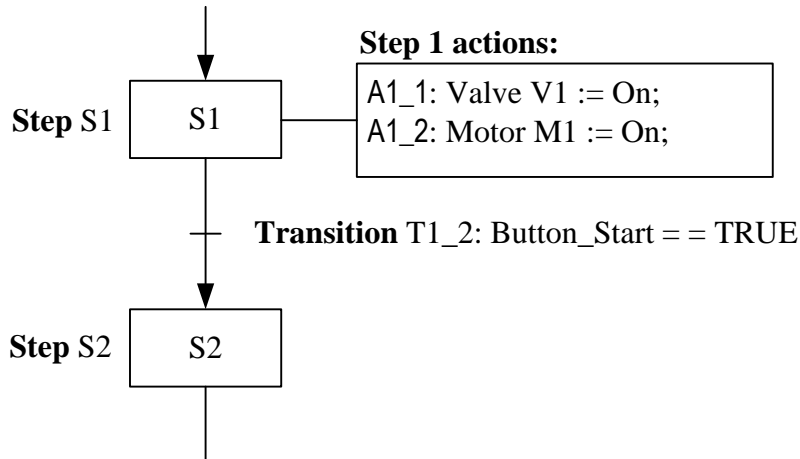 Step 1 actions:
A1_1: Valve V1 := On;
Step S1
S1
A1_2: Motor M1 := On;
Transition T1_2: Button_Start = = TRUE
Step S2
S2